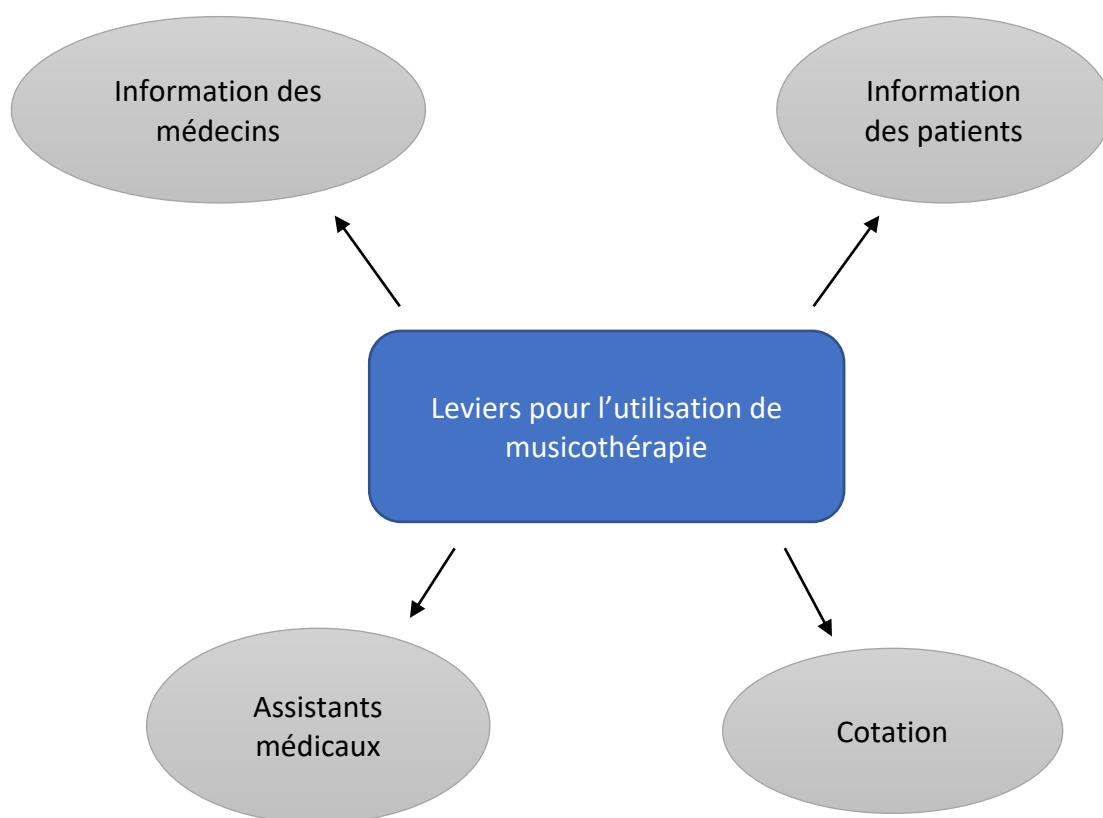 Information des
médecins
Information
des patients
Leviers pour l’utilisation de
musicothérapie
Assistants
médicaux
Cotation